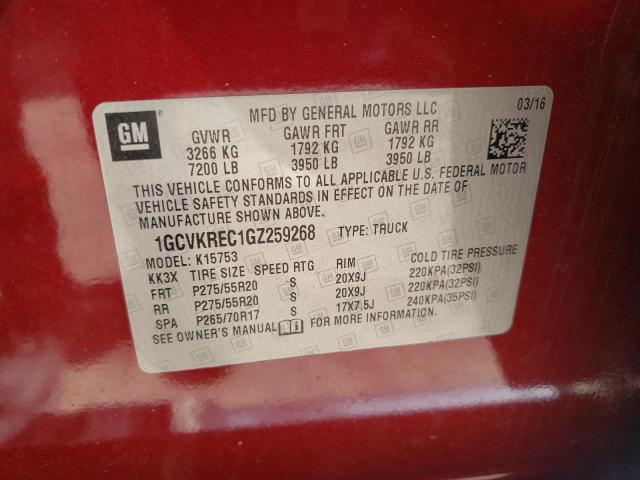 GM
MFD BY GENERAL MOTORS LLC 03/16
GVWR GAWR FRT GAWR RR
3266 KG 1792 KG 1792 KG
7200 LB 3950 LB 3950 LB
THIS VEHICLE CONFORMS TO ALL APPLICABLE U.S. FEDERAL MOTOR
VEHICLE SAFETY STANDARDS IN EFFECT ON THE DATE OF
MANUFACTURE SHOWN ABOVE.
1GCVKREC1GZ259268 TYPE: TRUCK
MODEL: K15753
KK3X TIRE SIZE SPEED RTG RIM COLD TIRE PRESSURE
FRT P275/55R20 S 20X9J 220KPA(32PSI)
RR P275/55R20 S 20X9J 220KPA(32PSI)
SPA P265/70R17 S 17X7.5J 240KPA(35PSI)
SEE OWNER'S MANUAL FOR MORE INFORMATION.